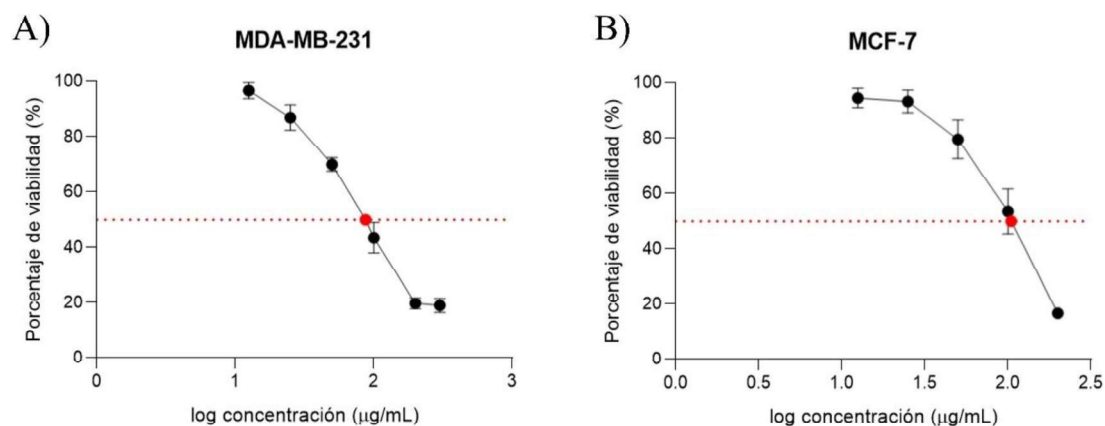 A)
MDA-MB-231
Porcentaje de viabilidad (%)
100
80
60
40
20
0
0
1
2
3
log concentración (µg/mL)
B)
MCF-7
Porcentaje de viabilidad (%)
100
80
60
40
20
0
0.0
0.5
1.0
1.5
2.0
2.5
log concentración (µg/mL)